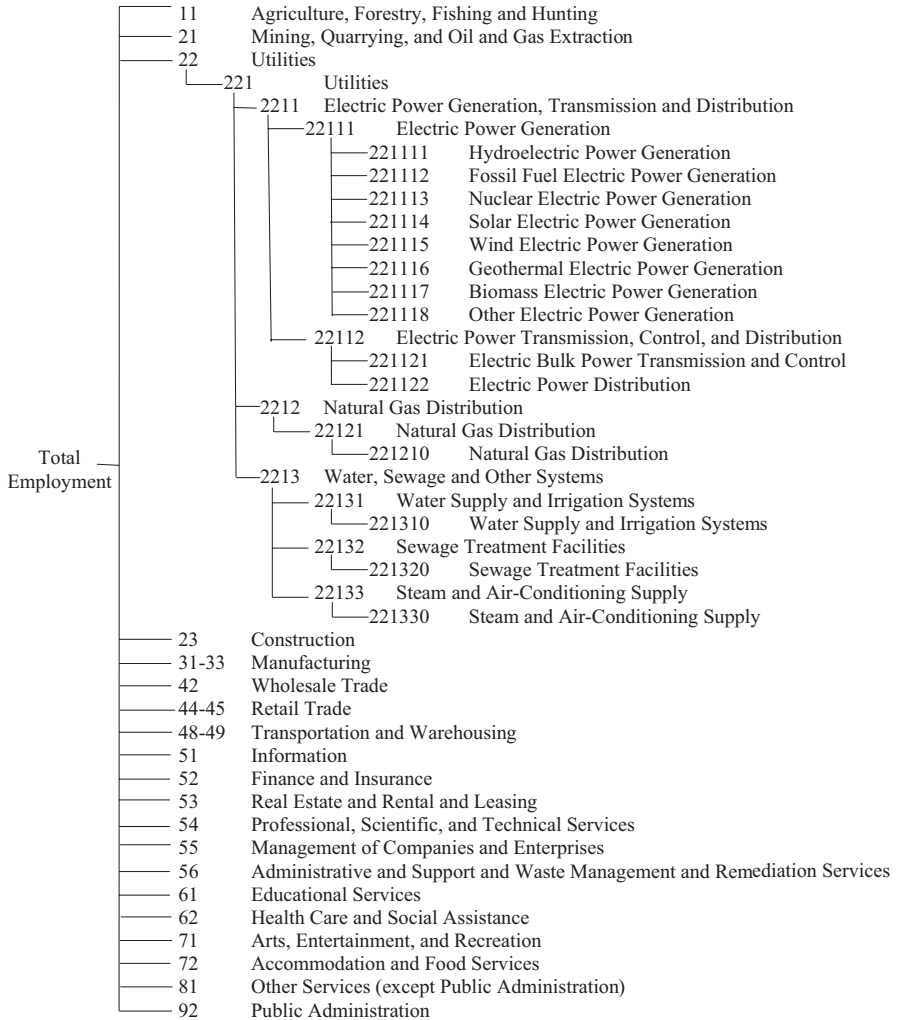 11 Agriculture, Forestry, Fishing and Hunting
21 Mining, Quarrying, and Oil and Gas Extraction
22 Utilities
221 Utilities
2211 Electric Power Generation, Transmission and Distribution
22111 Electric Power Generation
221111 Hydroelectric Power Generation
221112 Fossil Fuel Electric Power Generation
221113 Nuclear Electric Power Generation
221114 Solar Electric Power Generation
221115 Wind Electric Power Generation
221116 Geothermal Electric Power Generation
221117 Biomass Electric Power Generation
221118 Other Electric Power Generation
22112 Electric Power Transmission, Control, and Distribution
221121 Electric Bulk Power Transmission and Control
221122 Electric Power Distribution
2212 Natural Gas Distribution
22121 Natural Gas Distribution
221210 Natural Gas Distribution
Total
Employment
2213 Water, Sewage and Other Systems
22131 Water Supply and Irrigation Systems
221310 Water Supply and Irrigation Systems
22132 Sewage Treatment Facilities
221320 Sewage Treatment Facilities
22133 Steam and Air-Conditioning Supply
221330 Steam and Air-Conditioning Supply
23 Construction
31-33 Manufacturing
42 Wholesale Trade
44-45 Retail Trade
48-49 Transportation and Warehousing
51 Information
52 Finance and Insurance
53 Real Estate and Rental and Leasing
54 Professional, Scientific, and Technical Services
55 Management of Companies and Enterprises
56 Administrative and Support and Waste Management and Remediation Services
61 Educational Services
62 Health Care and Social Assistance
71 Arts, Entertainment, and Recreation
72 Accommodation and Food Services
81 Other Services (except Public Administration)
92 Public Administration